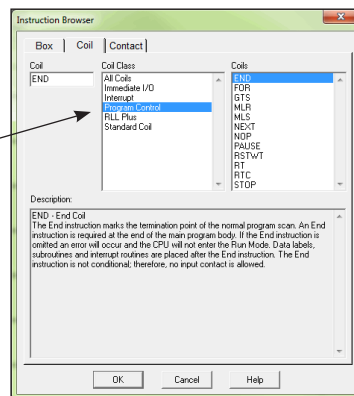 Instruction Browser
Box
Coil
Contact
Coil
END
Coil Class
All Coils
Immediate I/O
Interrupt
Program Control
RLL Plus
Standard Coil
Coils
END
FOR
GTS
MLR
MLS
NEXT
NOP
PAUSE
RSTWT
RT
RTC
STOP
Description:
END - End Coil
The End instruction marks the termination point of the normal program scan. An End
instruction is required at the end of the main program body. If the End instruction is
omitted an error will occur and the CPU will not enter the Run Mode. Data labels,
subroutines and interrupt routines are placed after the End instruction. The End
instruction is not conditional; therefore, no input contact is allowed.
OK
Cancel
Help